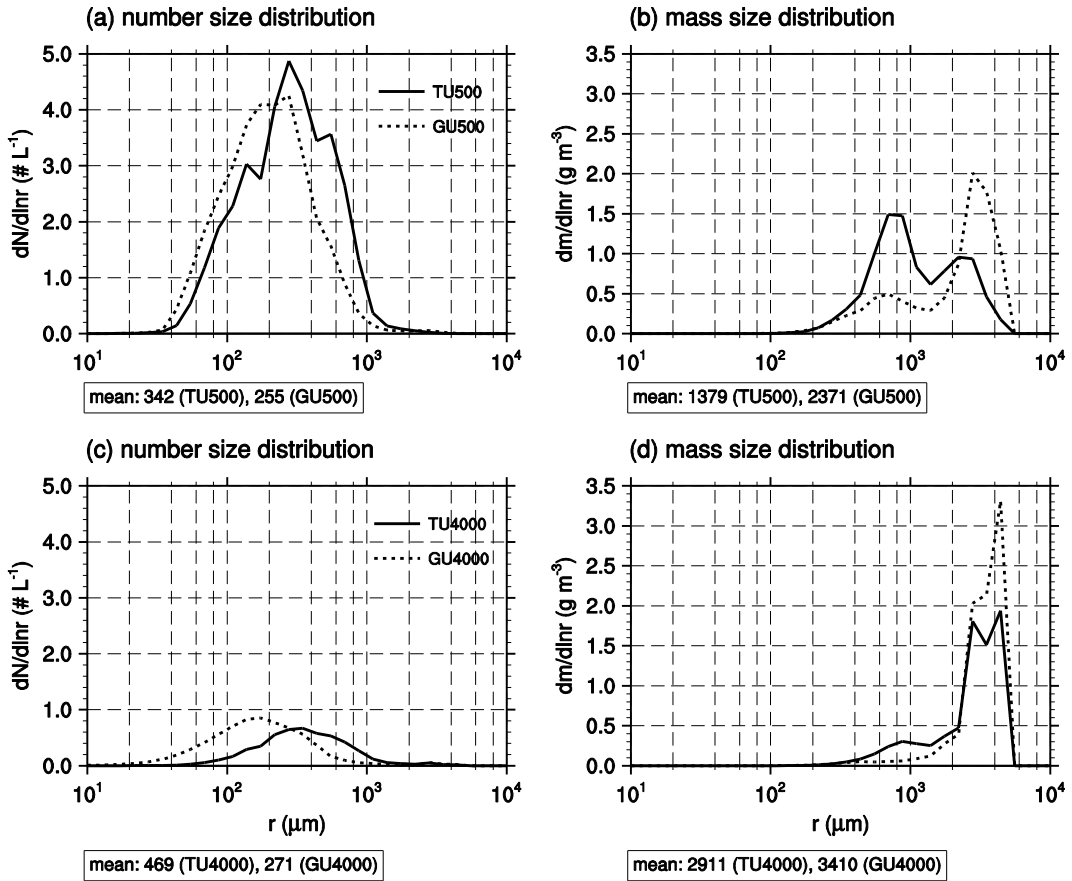 (a) number size distribution
5.0
4.0
3.0
2.0
1.0
0.0
dN/dlnr (# L⁻¹)
TU500
GU500
10¹ 10² 10³ 10⁴
mean: 342 (TU500), 255 (GU500)
(b) mass size distribution
3.5
3.0
2.5
2.0
1.5
1.0
0.5
0.0
dm/dlnr (g m⁻³)
10¹ 10² 10³ 10⁴
mean: 1379 (TU500), 2371 (GU500)
(c) number size distribution
5.0
4.0
3.0
2.0
1.0
0.0
dN/dlnr (# L⁻¹)
TU4000
GU4000
10¹ 10² 10³ 10⁴
r (μm)
mean: 469 (TU4000), 271 (GU4000)
(d) mass size distribution
3.5
3.0
2.5
2.0
1.5
1.0
0.5
0.0
dm/dlnr (g m⁻³)
10¹ 10² 10³ 10⁴
r (μm)
mean: 2911 (TU4000), 3410 (GU4000)